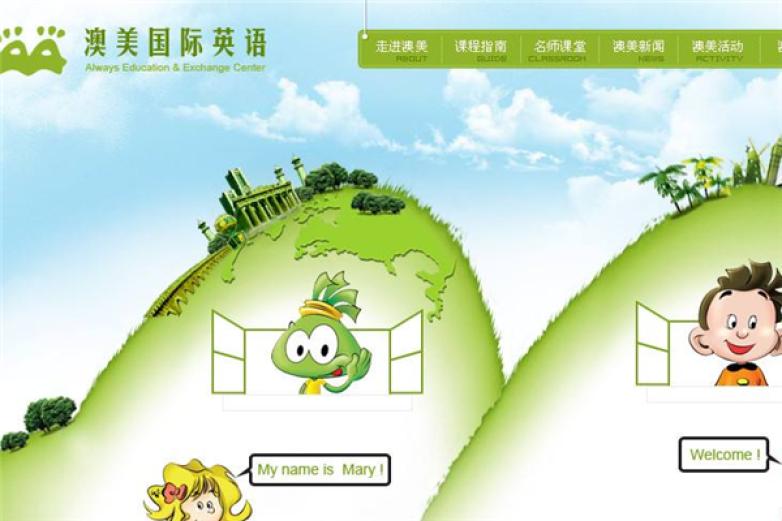 澳美国际英语
Always Education & Exchange Center
走进澳美 课程指南 名师课堂 澳美新闻 澳美活动
ABOUT GUIDE CLASSROOM NEWS ACTIVITY
My name is Mary !
Welcome !